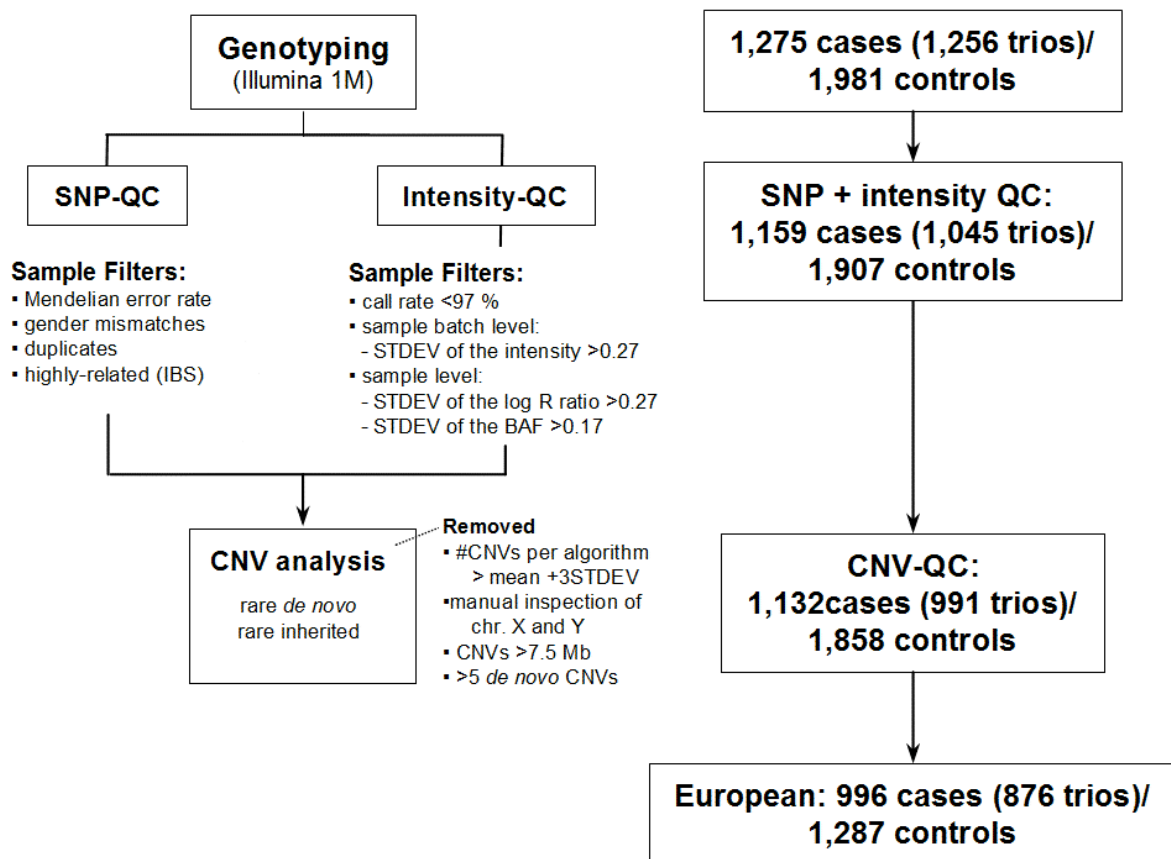 Genotyping
(Illumina 1M)
SNP-QC
Intensity-QC
Sample Filters:
▪ Mendelian error rate
▪ gender mismatches
▪ duplicates
▪ highly-related (IBS)
Sample Filters:
▪ call rate <97 %
▪ sample batch level:
- STDEV of the intensity >0.27
▪ sample level:
- STDEV of the log R ratio >0.27
- STDEV of the BAF >0.17
CNV analysis
rare de novo
rare inherited
Removed
▪ #CNVs per algorithm
> mean +3STDEV
▪manual inspection of
chr. X and Y
▪ CNVs >7.5 Mb
▪ >5 de novo CNVs
1,275 cases (1,256 trios)/
1,981 controls
SNP + intensity QC:
1,159 cases (1,045 trios)/
1,907 controls
CNV-QC:
1,132cases (991 trios)/
1,858 controls
European: 996 cases (876 trios)/
1,287 controls